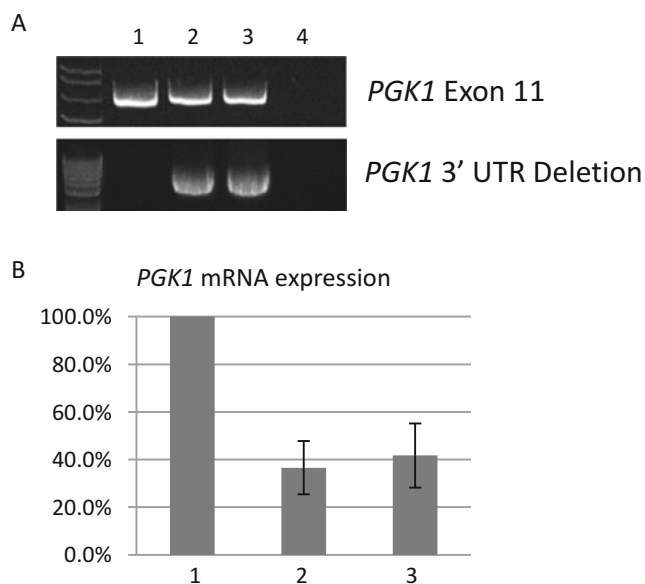 A
1 2 3 4
PGK1 Exon 11
PGK1 3’ UTR Deletion
B
PGK1 mRNA expression
100.0%
80.0%
60.0%
40.0%
20.0%
0.0%
1 2 3